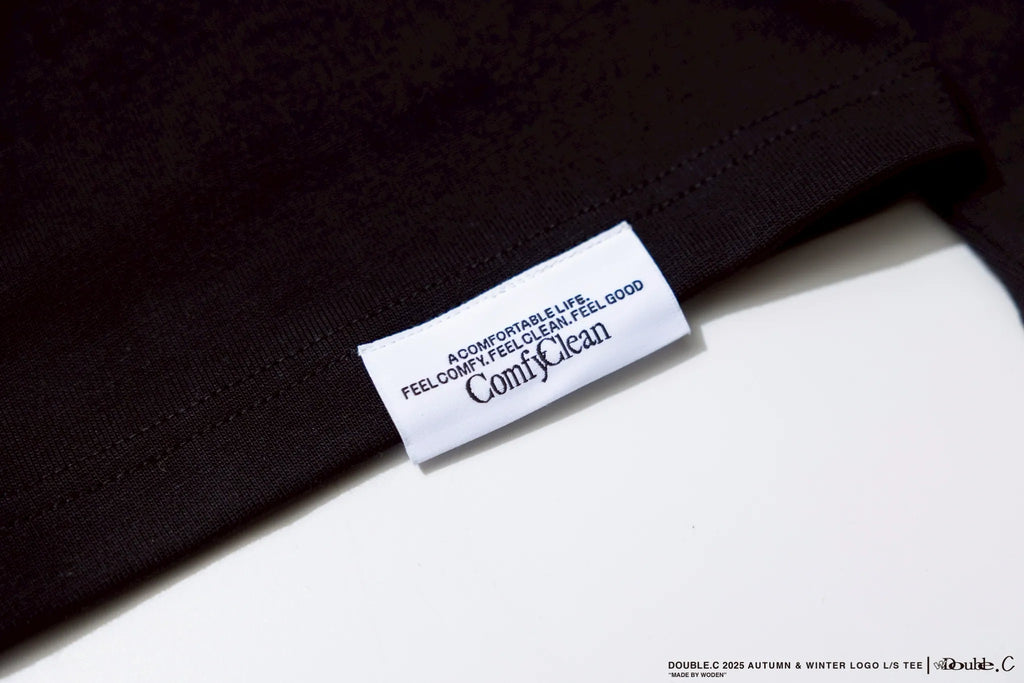 A COMFORTABLE LIFE.
FEEL COMFY. FEEL CLEAN. FEEL GOOD
ComfyClean
DOUBLE.C 2025 AUTUMN & WINTER LOGO L/S TEE | Double.C
"MADE BY WODEN"